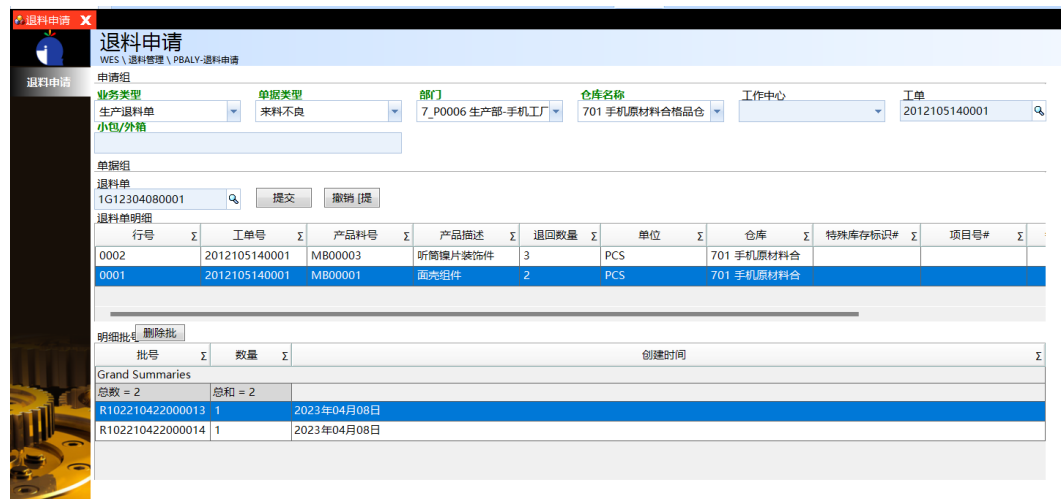 退料申请 X
退料申请
WES \ 退料管理 \ PBALY-退料申请
退料申请
申请组
业务类型 单据类型 部门 仓库名称 工作中心 工单
生产退料单 来料不良 7_P0006 生产部-手机工厂 701 手机原材料合格品仓 2012105140001
小包/外箱
单据组
退料单
1G12304080001 提交 撤销 [提
退料单明细
行号 Σ 工单号 Σ 产品料号 Σ 产品描述 Σ 退回数量 Σ 单位 Σ 仓库 Σ 特殊库存标识# Σ 项目号# Σ
0002 2012105140001 MB00003 听筒镍片装饰件 3 PCS 701 手机原材料合
0001 2012105140001 MB00001 面壳组件 2 PCS 701 手机原材料合
明细批号 删除批
批号 Σ 数量 Σ 创建时间 Σ
Grand Summaries
总数 = 2 总和 = 2
R102210422000013 1 2023年04月08日
R102210422000014 1 2023年04月08日